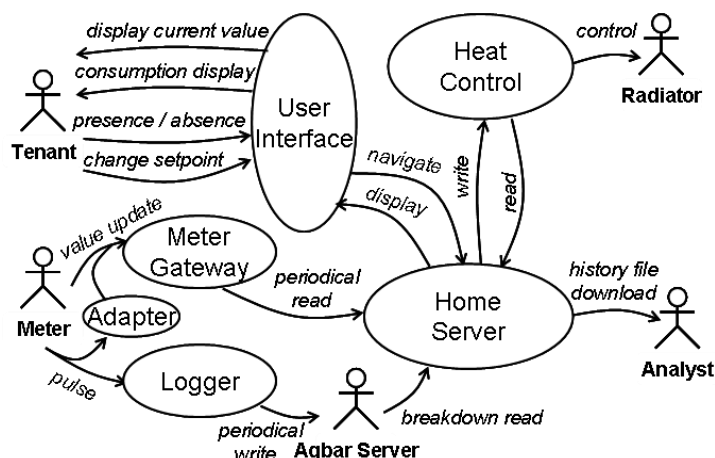 display current value
consumption display
Tenant
presence / absence
change setpoint
User
Interface
Heat
Control
control
Radiator
navigate
display
write
read
value update
Meter
Gateway
periodical
read
Home
Server
history file
download
Analyst
Meter
Adapter
pulse
Logger
periodical
write
Aqbar Server
breakdown read